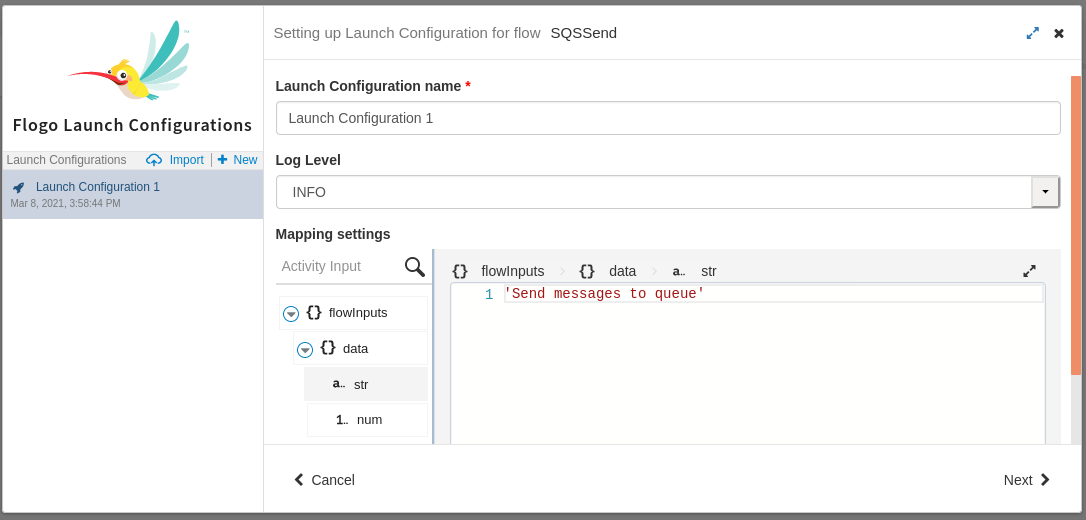 Setting up Launch Configuration for flow SQSSend
™
Flogo Launch Configurations
Launch Configurations Import | New
Launch Configuration 1
Mar 8, 2021, 3:58:44 PM
Launch Configuration name *
Launch Configuration 1
Log Level
INFO
Mapping settings
Activity Input
{} flowInputs
{} data
a.. str
1.. num
{} flowInputs {} data a.. str
1 'Send messages to queue'
Cancel
Next